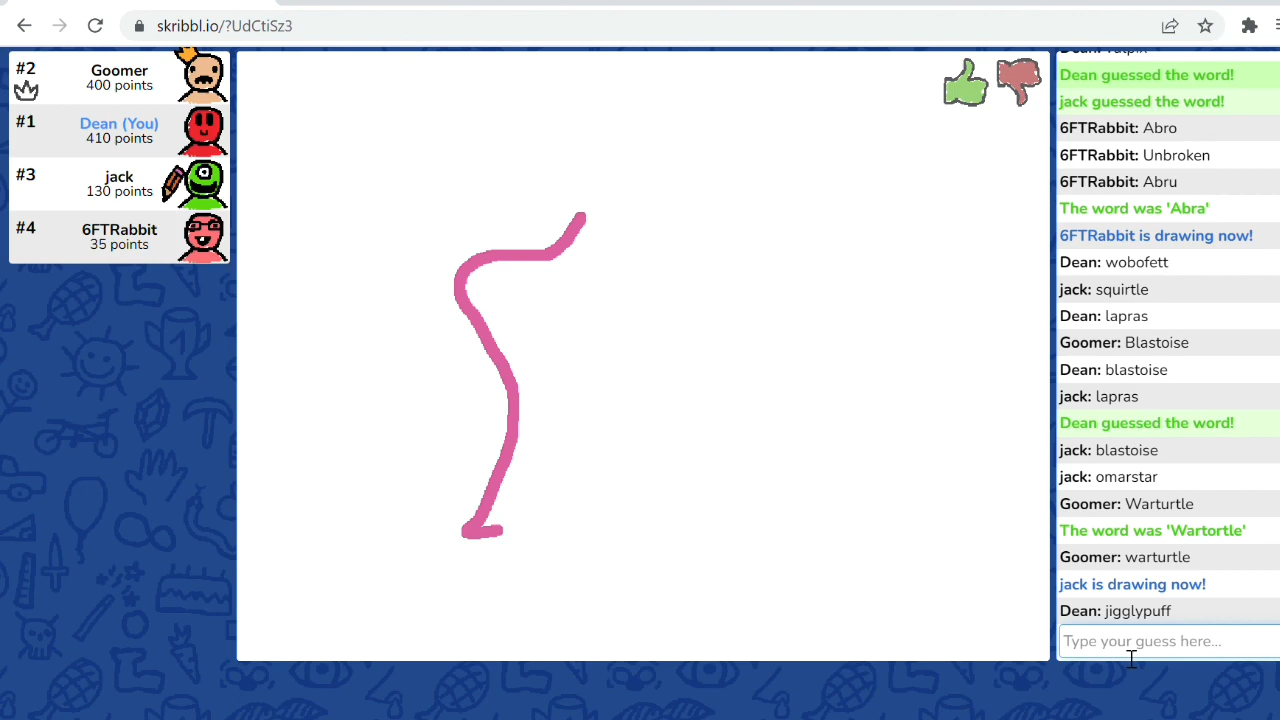 skribbl.io/?UdCtiSz3
#2
Goomer
400 points
#1
Dean (You)
410 points
#3
jack
130 points
#4
6FTRabbit
35 points
Dean guessed the word!
jack guessed the word!
6FTRabbit: Abro
6FTRabbit: Unbroken
6FTRabbit: Abru
The word was 'Abra'
6FTRabbit is drawing now!
Dean: wobofett
jack: squirtle
Dean: lapras
Goomer: Blastoise
Dean: blastoise
jack: lapras
Dean guessed the word!
jack: blastoise
jack: omarstar
Goomer: Warturtle
The word was 'Wartortle'
Goomer: warturtle
jack is drawing now!
Dean: jigglypuff
Type your guess here...